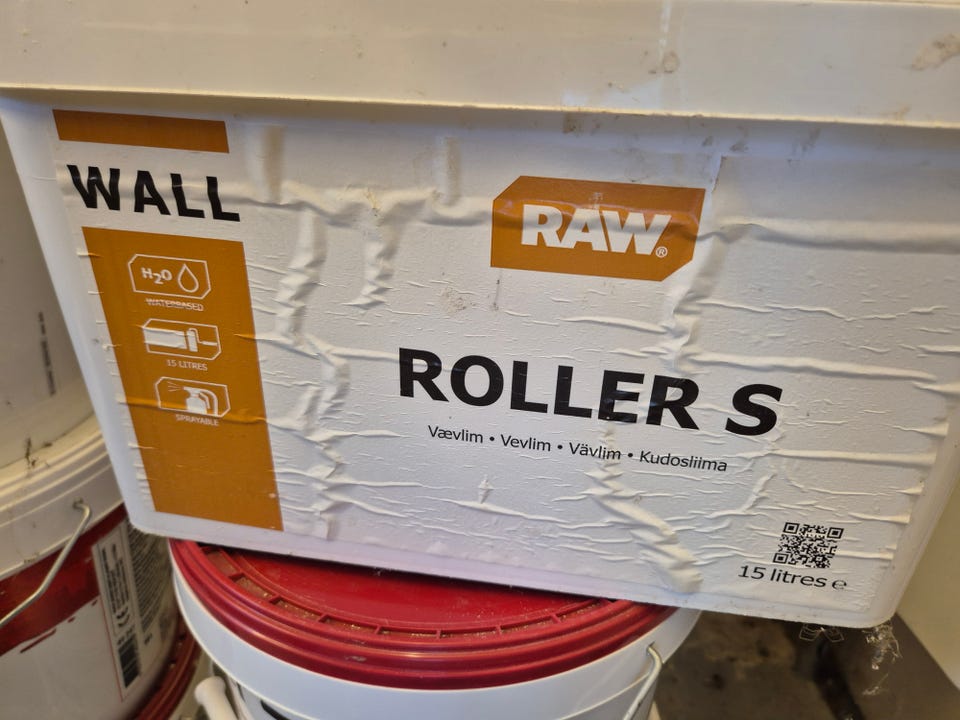 WALL
H2O
WATERBASED
15 LITRES
SPRAYABLE
RAW®
ROLLER S
Vævlim • Vevlim • Vävlim • Kudosliima
15 litres e